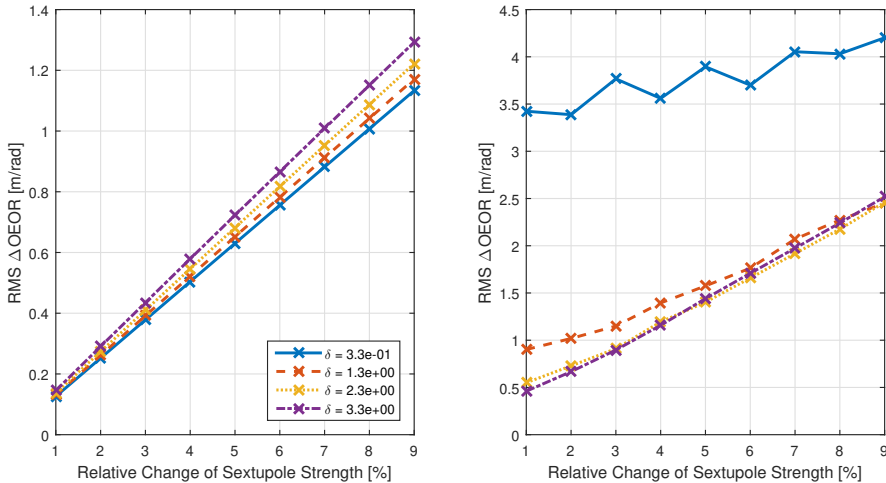 1.4
1.2
1
0.8
0.6
0.4
0.2
0
1 2 3 4 5 6 7 8 9
RMS △OEOR [m/rad]
Relative Change of Sextupole Strength [%]
δ = 3.3e-01
δ = 1.3e+00
δ = 2.3e+00
δ = 3.3e+00
4.5
4
3.5
3
2.5
2
1.5
1
0.5
0
1 2 3 4 5 6 7 8 9
RMS △OEOR [m/rad]
Relative Change of Sextupole Strength [%]